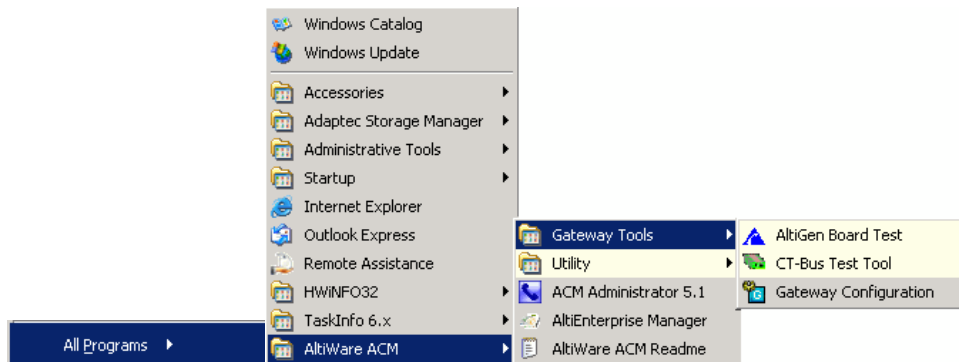 Windows Catalog
Windows Update
Accessories
Adaptec Storage Manager
Administrative Tools
Startup
Internet Explorer
Outlook Express
Remote Assistance
HWiNFO32
TaskInfo 6.x
AltiWare ACM
Gateway Tools
Utility
ACM Administrator 5.1
AltiEnterprise Manager
AltiWare ACM Readme
AltiGen Board Test
CT-Bus Test Tool
Gateway Configuration
All Programs